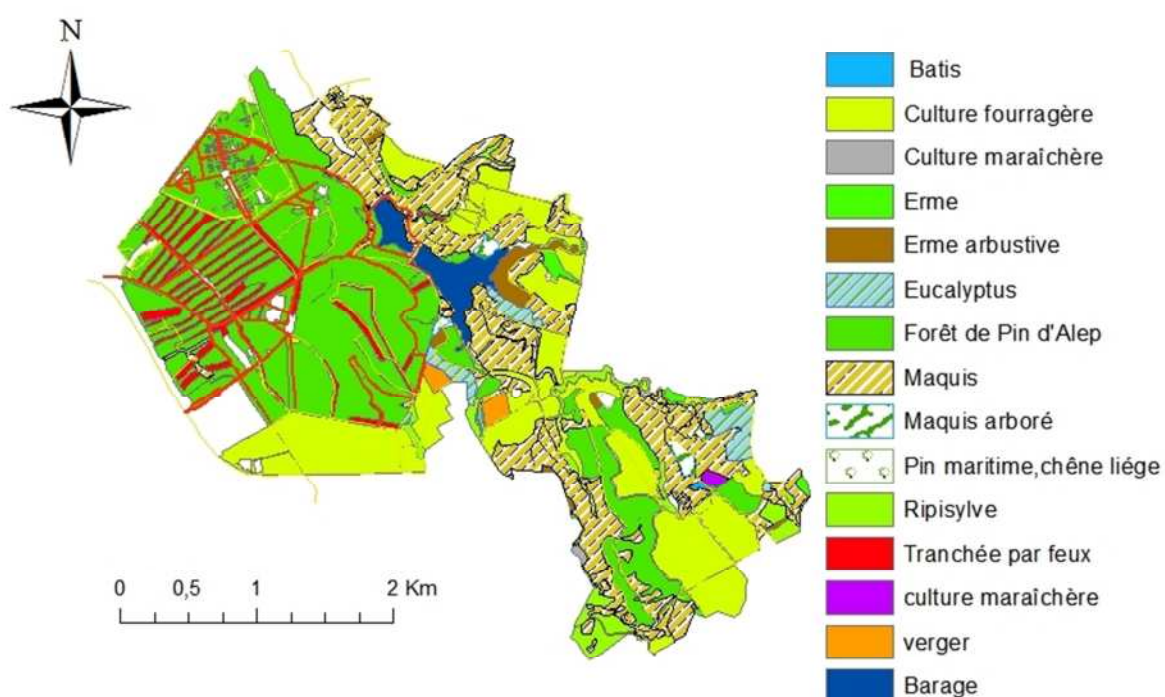 N
Batis
Culture fourragère
Culture maraîchère
Erme
Erme arbustive
Eucalyptus
Forêt de Pin d'Alep
Maquis
Maquis arboré
Pin maritime,chêne liége
Ripisylve
Tranchée par feux
culture maraîchère
verger
Barage
0 0,5 1 2 Km